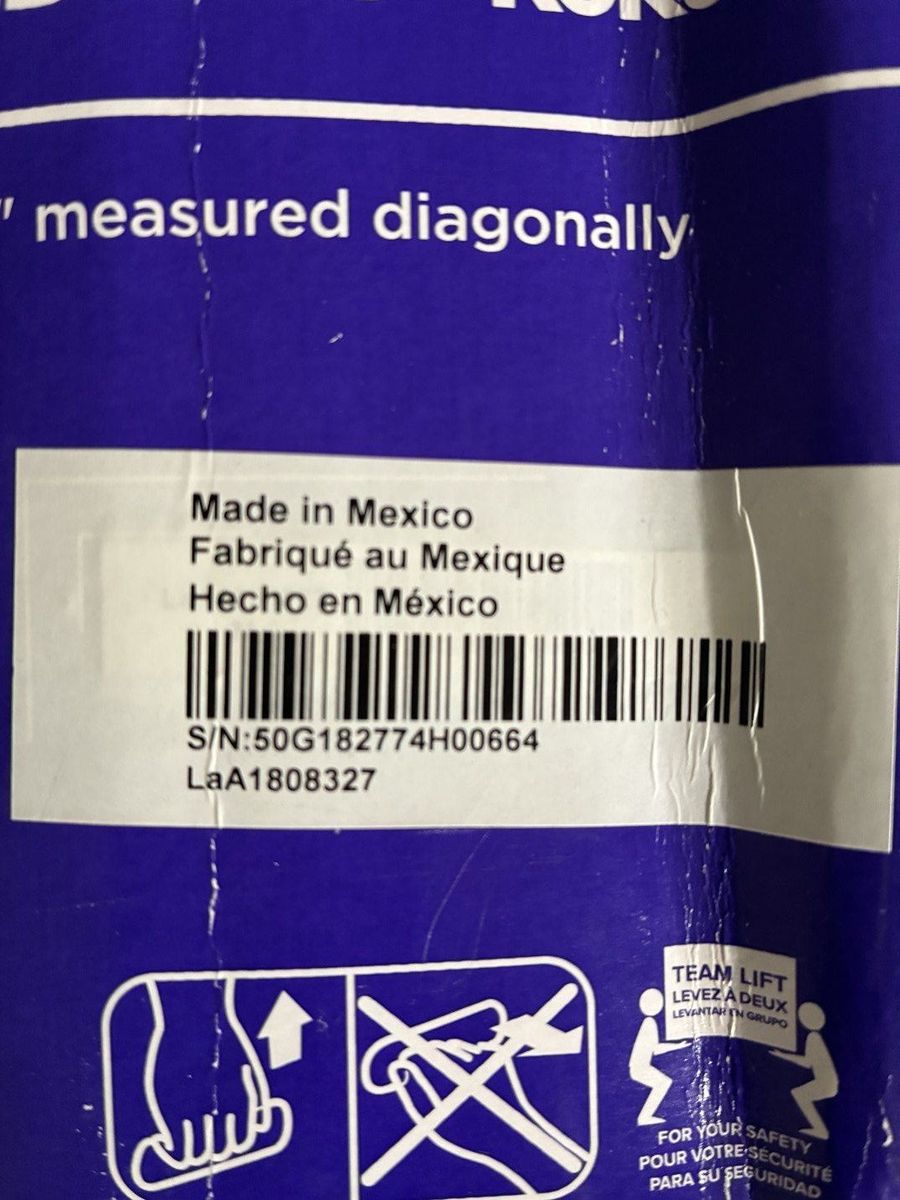 " measured diagonally
Made in Mexico
Fabriqué au Mexique
Hecho en México
S/N:50G182774H00664
LaA1808327
TEAM LIFT
LEVEZ À DEUX
LEVANTAR EN GRUPO
FOR YOUR SAFETY
POUR VOTRE SÉCURITÉ
PARA SU SEGURIDAD